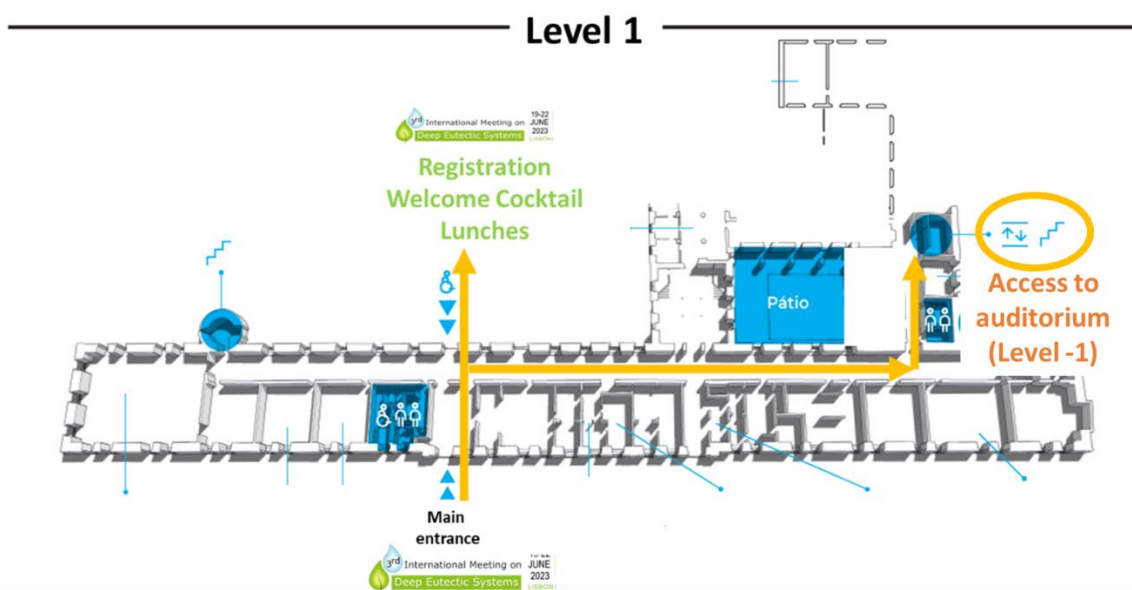 Level 1
3rd International Meeting on
Deep Eutectic Systems
19-22
JUNE
2023
LISBON
Registration
Welcome Cocktail
Lunches
Pátio
Access to
auditorium
(Level -1)
Main
entrance
3rd International Meeting on
Deep Eutectic Systems
JUNE
2023
LISBON